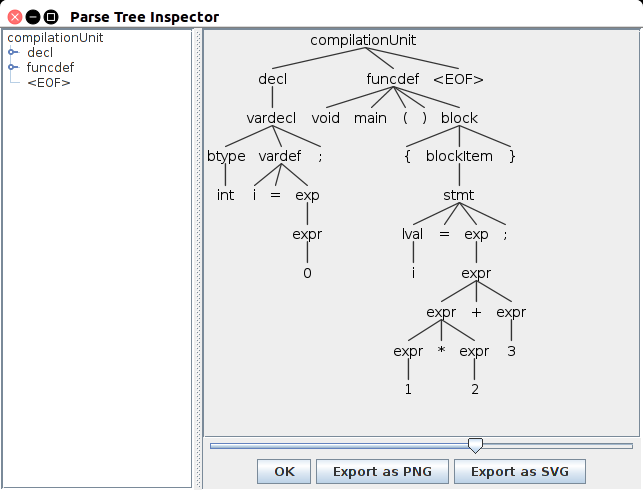 Parse Tree Inspector
compilationUnit
decl
funcdef
<EOF>
compilationUnit
decl funcdef <EOF>
vardecl void main ( ) block
btype vardef ; { blockItem }
int i = exp stmt
expr lval = exp ;
0 i expr
expr + expr
expr * expr 3
1 2
OK Export as PNG Export as SVG